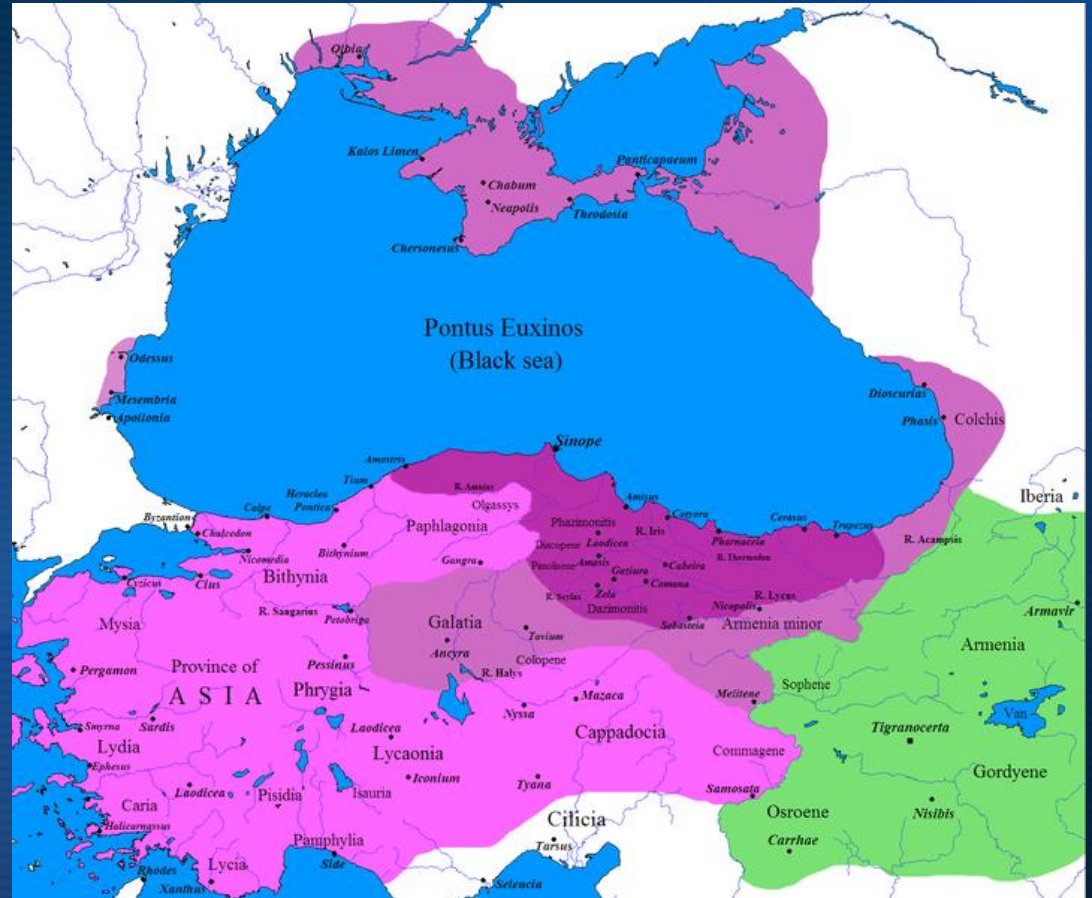 Olbia
Kalos Limen
Panticapaeum
Chabum
Neapolis
Theodosia
Chersonesus
Pontus Euxinos
(Black sea)
Odessus
Mesembria
Apollonia
Dioscurias
Phasis
Colchis
Sinope
Amastris
Tium
R. Amnias
Heraclea
Pontica
Olgassys
Iberia
Calpe
Amisus
Byzantion
Paphlagonia
Phazimonitis
Cotyora
Cerasus
Trapezus
Chalcedon
R. Iris
Pharnaceia
R. Acampsis
Laodicea
Bithynium
Nicomedia
Gangra
Amasis
R. Thermodon
Cabeira
Gaziura
Bithynia
Cyzicus
Cius
Comana
Zela
R. Lycus
R. Scylax
Dazimonitis
Nicopolis
Armavir
R. Sangarius
Petobriga
Mysia
Galatia
Sebasteia
Armenia minor
Tavium
Ancyra
Armenia
Colopene
Pergamon
Province of
Pessinus
R. Halys
Sophene
A S I A
Phrygia
Mazaca
Melitene
Nyssa
Van
Sardis
Smyrna
Laodicea
Cappadocia
Tigranocerta
Lydia
Lycaonia
Commagene
Ephesus
Iconium
Tyana
Gordyene
Laodicea
Pisidia
Isauria
Samosata
Caria
Osroene
Nisibis
Halicarnassus
Cilicia
Pamphylia
Tarsus
Carrhae
Side
Lycia
Rhodes
Xanthus
Seleucia